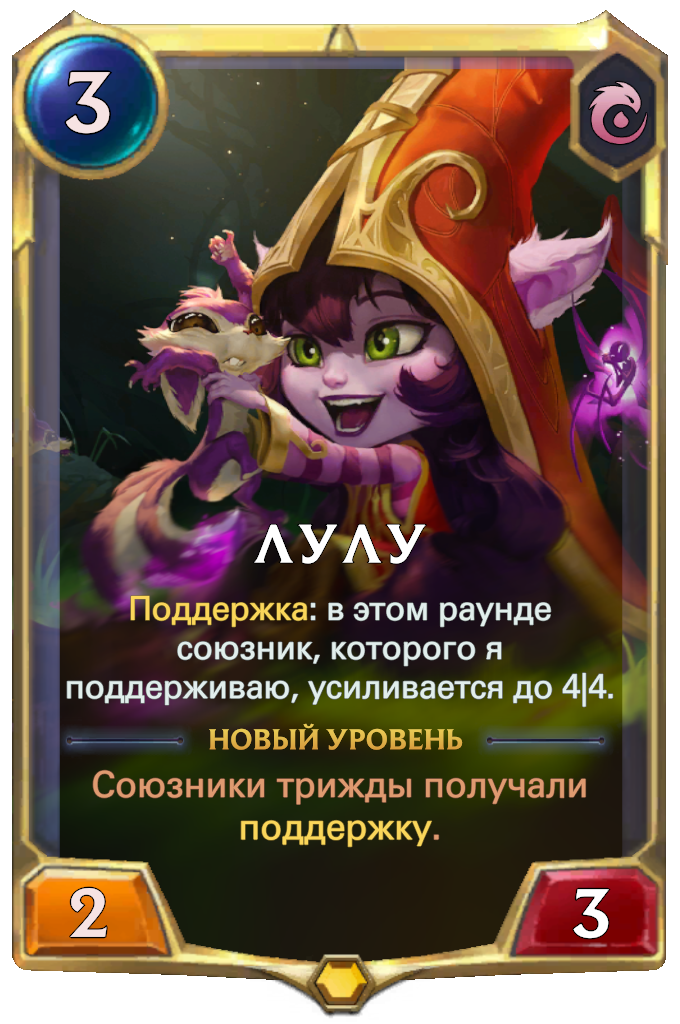 3
ЛУЛУ
Поддержка: в этом раунде
союзник, которого я
поддерживаю, усиливается до 4|4.
НОВЫЙ УРОВЕНЬ
Союзники трижды получали
поддержку.
2
3